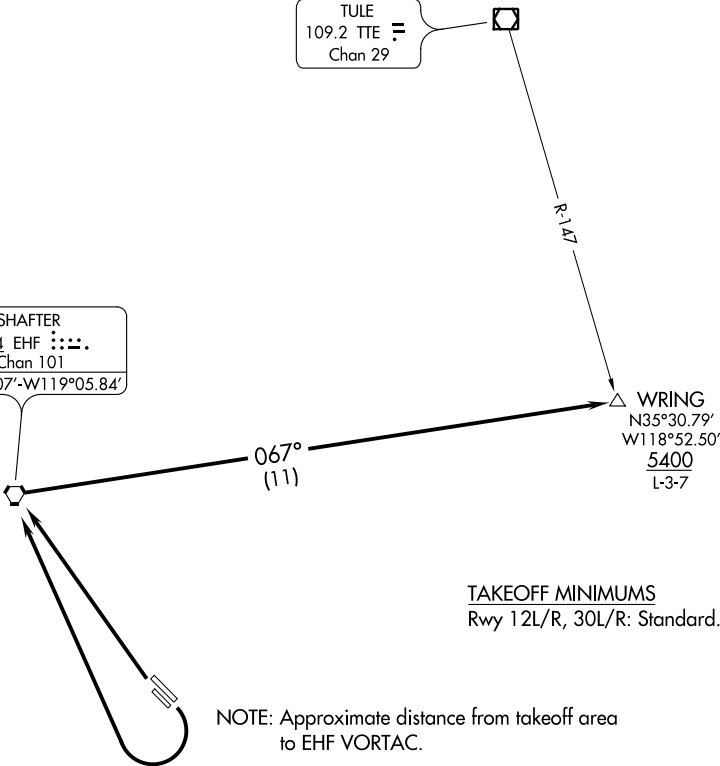 TULE
109.2 TTE
Chan 29
R-147
SHAFTER
EHF
Chan 101
07'-W119°05.84'
WRING
N35°30.79'
W118°52.50'
5400
L-3-7
067°
(11)
TAKEOFF MINIMUMS
Rwy 12L/R, 30L/R: Standard.
NOTE: Approximate distance from takeoff area
to EHF VORTAC.